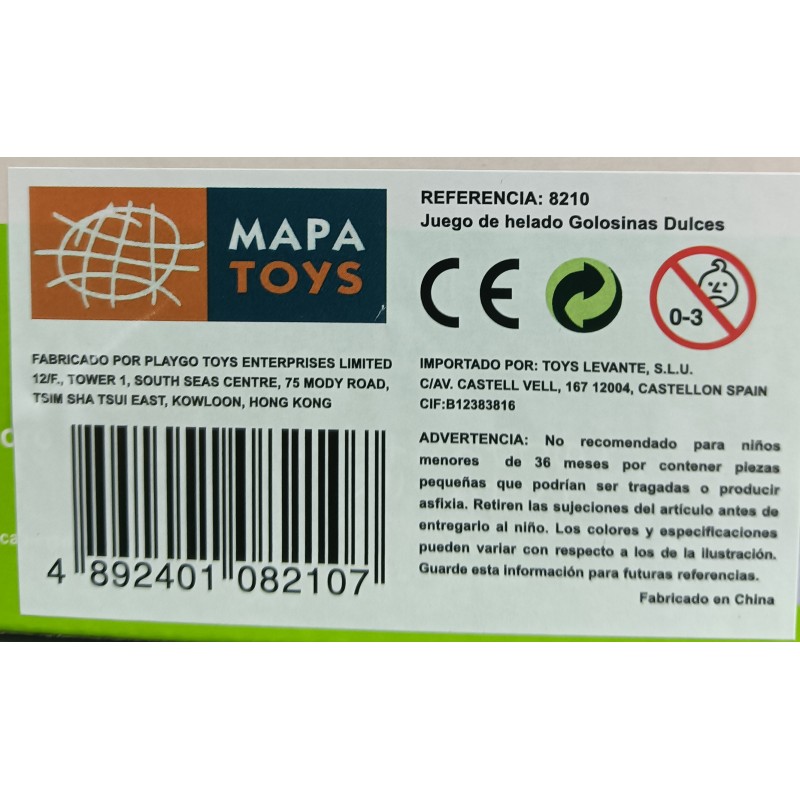 MAPA
TOYS
FABRICADO POR PLAYGO TOYS ENTERPRISES LIMITED
12/F., TOWER 1, SOUTH SEAS CENTRE, 75 MODY ROAD,
TSIM SHA TSUI EAST, KOWLOON, HONG KONG
4 892401 082107
REFERENCIA: 8210
Juego de helado Golosinas Dulces
CE
0-3
IMPORTADO POR: TOYS LEVANTE, S.L.U.
C/AV. CASTELL VELL, 167 12004, CASTELLON SPAIN
CIF:B12383816
ADVERTENCIA: No recomendado para niños
menores de 36 meses por contener piezas
pequeñas que podrían ser tragadas o producir
asfixia. Retiren las sujeciones del artículo antes de
entregarlo al niño. Los colores y especificaciones
pueden variar con respecto a los de la ilustración.
Guarde esta información para futuras referencias.
Fabricado en China